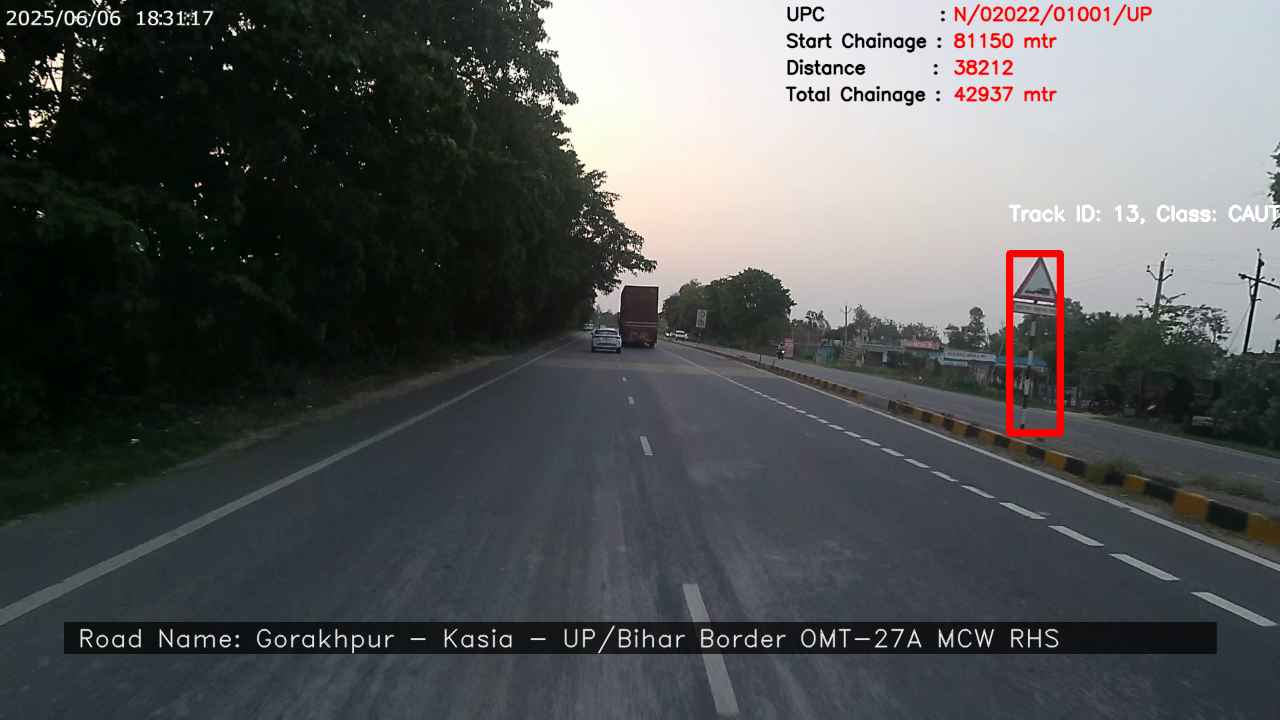 2025/06/06 18:31:17
UPC : N/02022/01001/UP
Start Chainage : 81150 mtr
Distance : 38212
Total Chainage : 42937 mtr
Track ID: 13, Class: CAUT
Road Name: Gorakhpur - Kasia - UP/Bihar Border OMT-27A MCW RHS